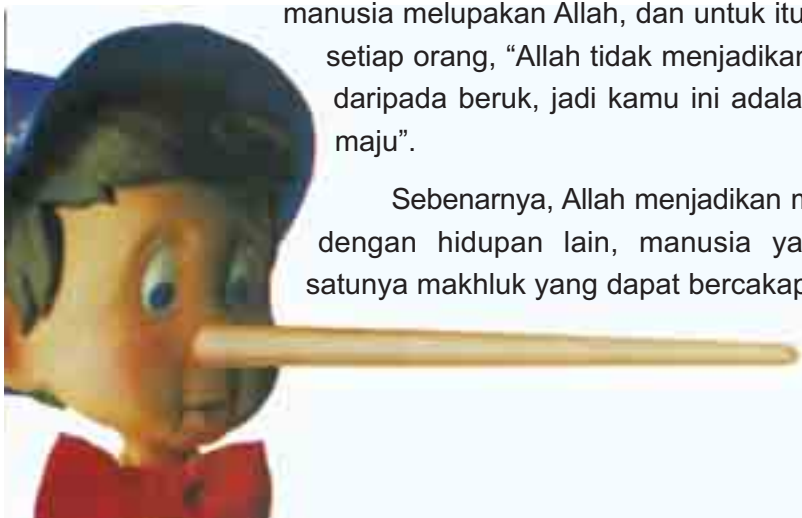 manusia melupakan Allah, dan untuk itu
setiap orang, “Allah tidak menjadikan
daripada beruk, jadi kamu ini adala
maju”.
Sebenarnya, Allah menjadikan m
dengan hidupan lain, manusia ya
satunya makhluk yang dapat bercakap